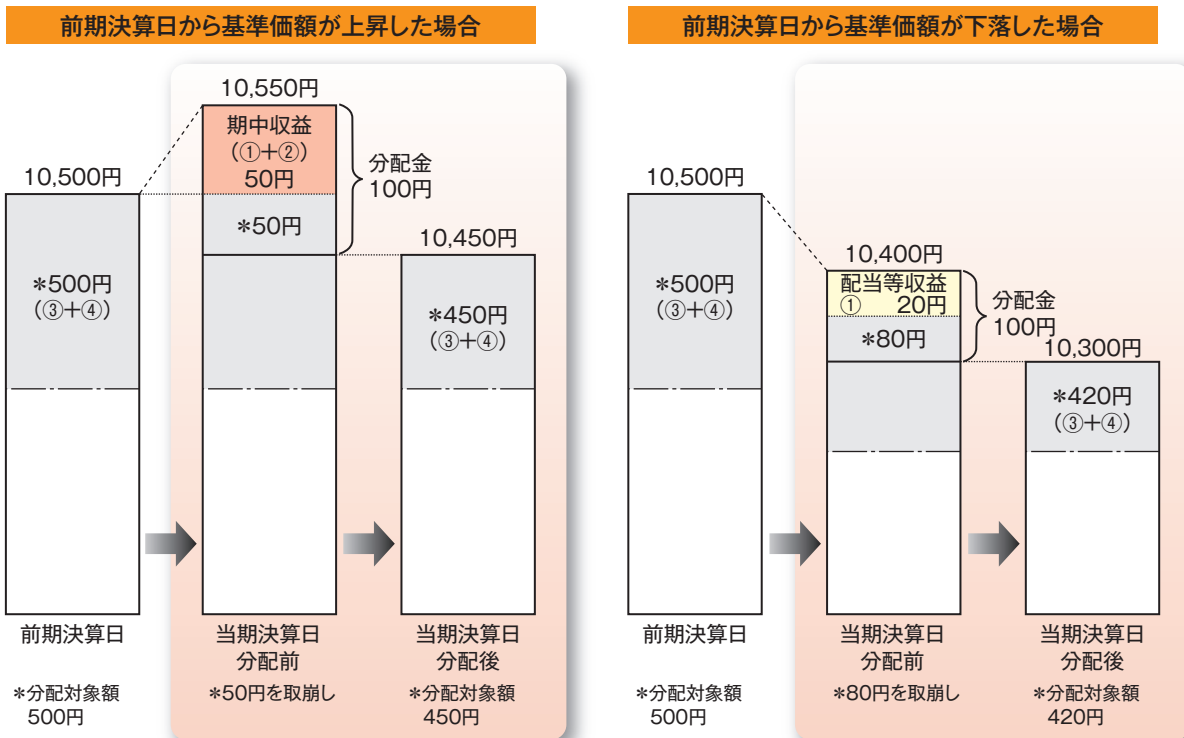 前期決算日から基準価額が上昇した場合
10,550円
期中収益
(①+②)
50円
分配金
100円
10,500円
*50円
10,450円
*500円
(③+④)
*450円
(③+④)
前期決算日
当期決算日
分配前
当期決算日
分配後
*分配対象額
500円
*50円を取崩し
*分配対象額
450円
前期決算日から基準価額が下落した場合
10,500円
10,400円
配当等収益
① 20円
分配金
100円
*500円
(③+④)
*80円
10,300円
*420円
(③+④)
前期決算日
当期決算日
分配前
当期決算日
分配後
*分配対象額
500円
*80円を取崩し
*分配対象額
420円